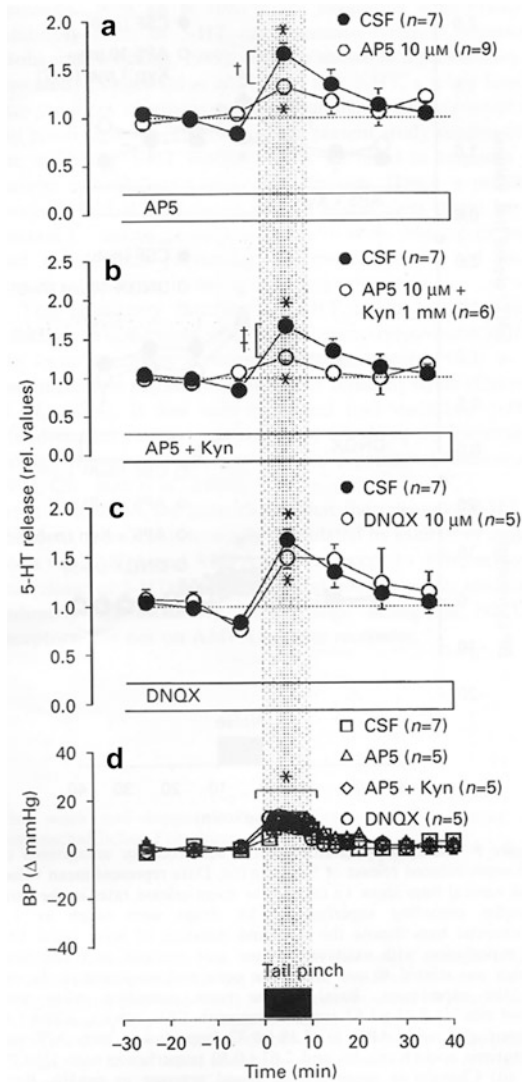 a
CSF (n=7)
AP5 10 μM (n=9)
2.0
1.5
1.0
0.5
0.0
*
†
*
AP5
b
CSF (n=7)
AP5 10 μM +
Kyn 1 mM (n=6)
2.5
2.0
1.5
1.0
0.5
0.0
*
‡
*
AP5 + Kyn
5-HT release (rel. values)
c
CSF (n=7)
DNQX 10 μM (n=5)
2.0
1.5
1.0
0.5
0.0
*
*
DNQX
d
CSF (n=7)
AP5 (n=5)
AP5 + Kyn (n=5)
DNQX (n=5)
BP (Δ mmHg)
40
20
0
−20
−40
*
Tail pinch
−30 −20 −10 0 10 20 30 40
Time (min)